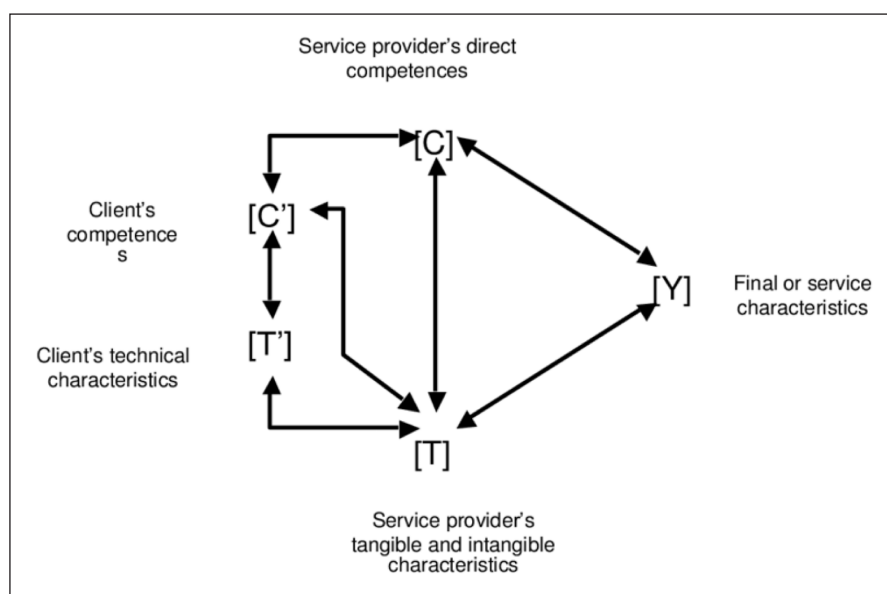 Service provider's direct
competences
[C]
Client's
competence
s
[C']
[Y]
Final or service
characteristics
[T']
Client's technical
characteristics
[T]
Service provider's
tangible and intangible
characteristics